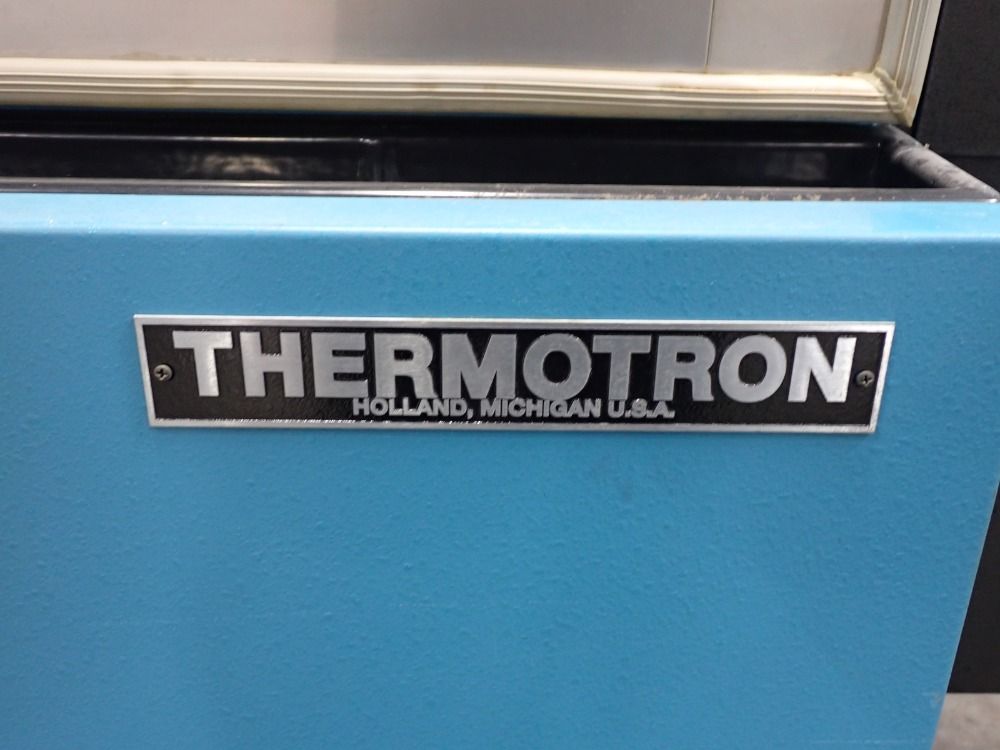 THERMOTRON
HOLLAND, MICHIGAN U.S.A.